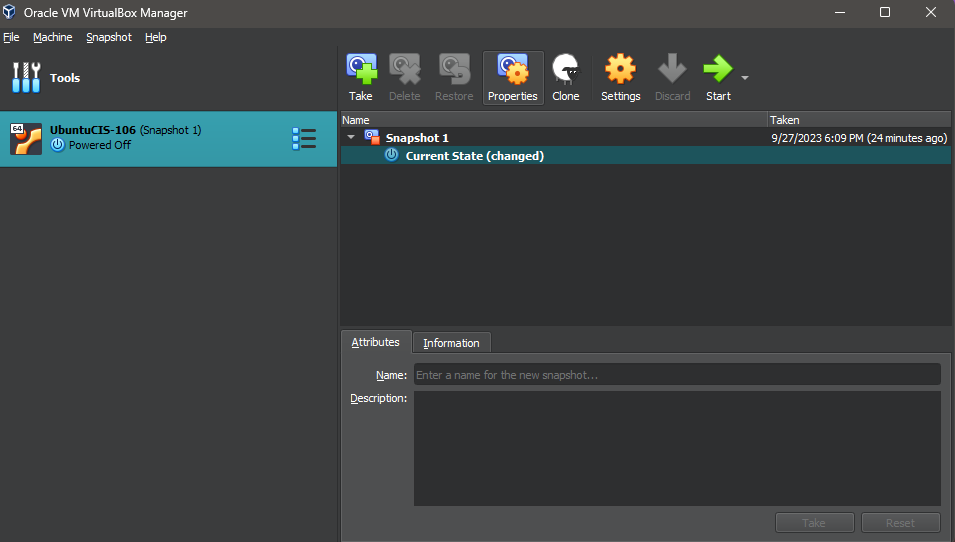 Oracle VM VirtualBox Manager
File Machine Snapshot Help
Tools
Take Delete Restore Properties Clone Settings Discard Start
64 UbuntuCIS-106 (Snapshot 1)
Powered Off
Name Taken
Snapshot 1 9/27/2023 6:09 PM (24 minutes ago)
Current State (changed)
Attributes Information
Name: Enter a name for the new snapshot...
Description:
Take Reset